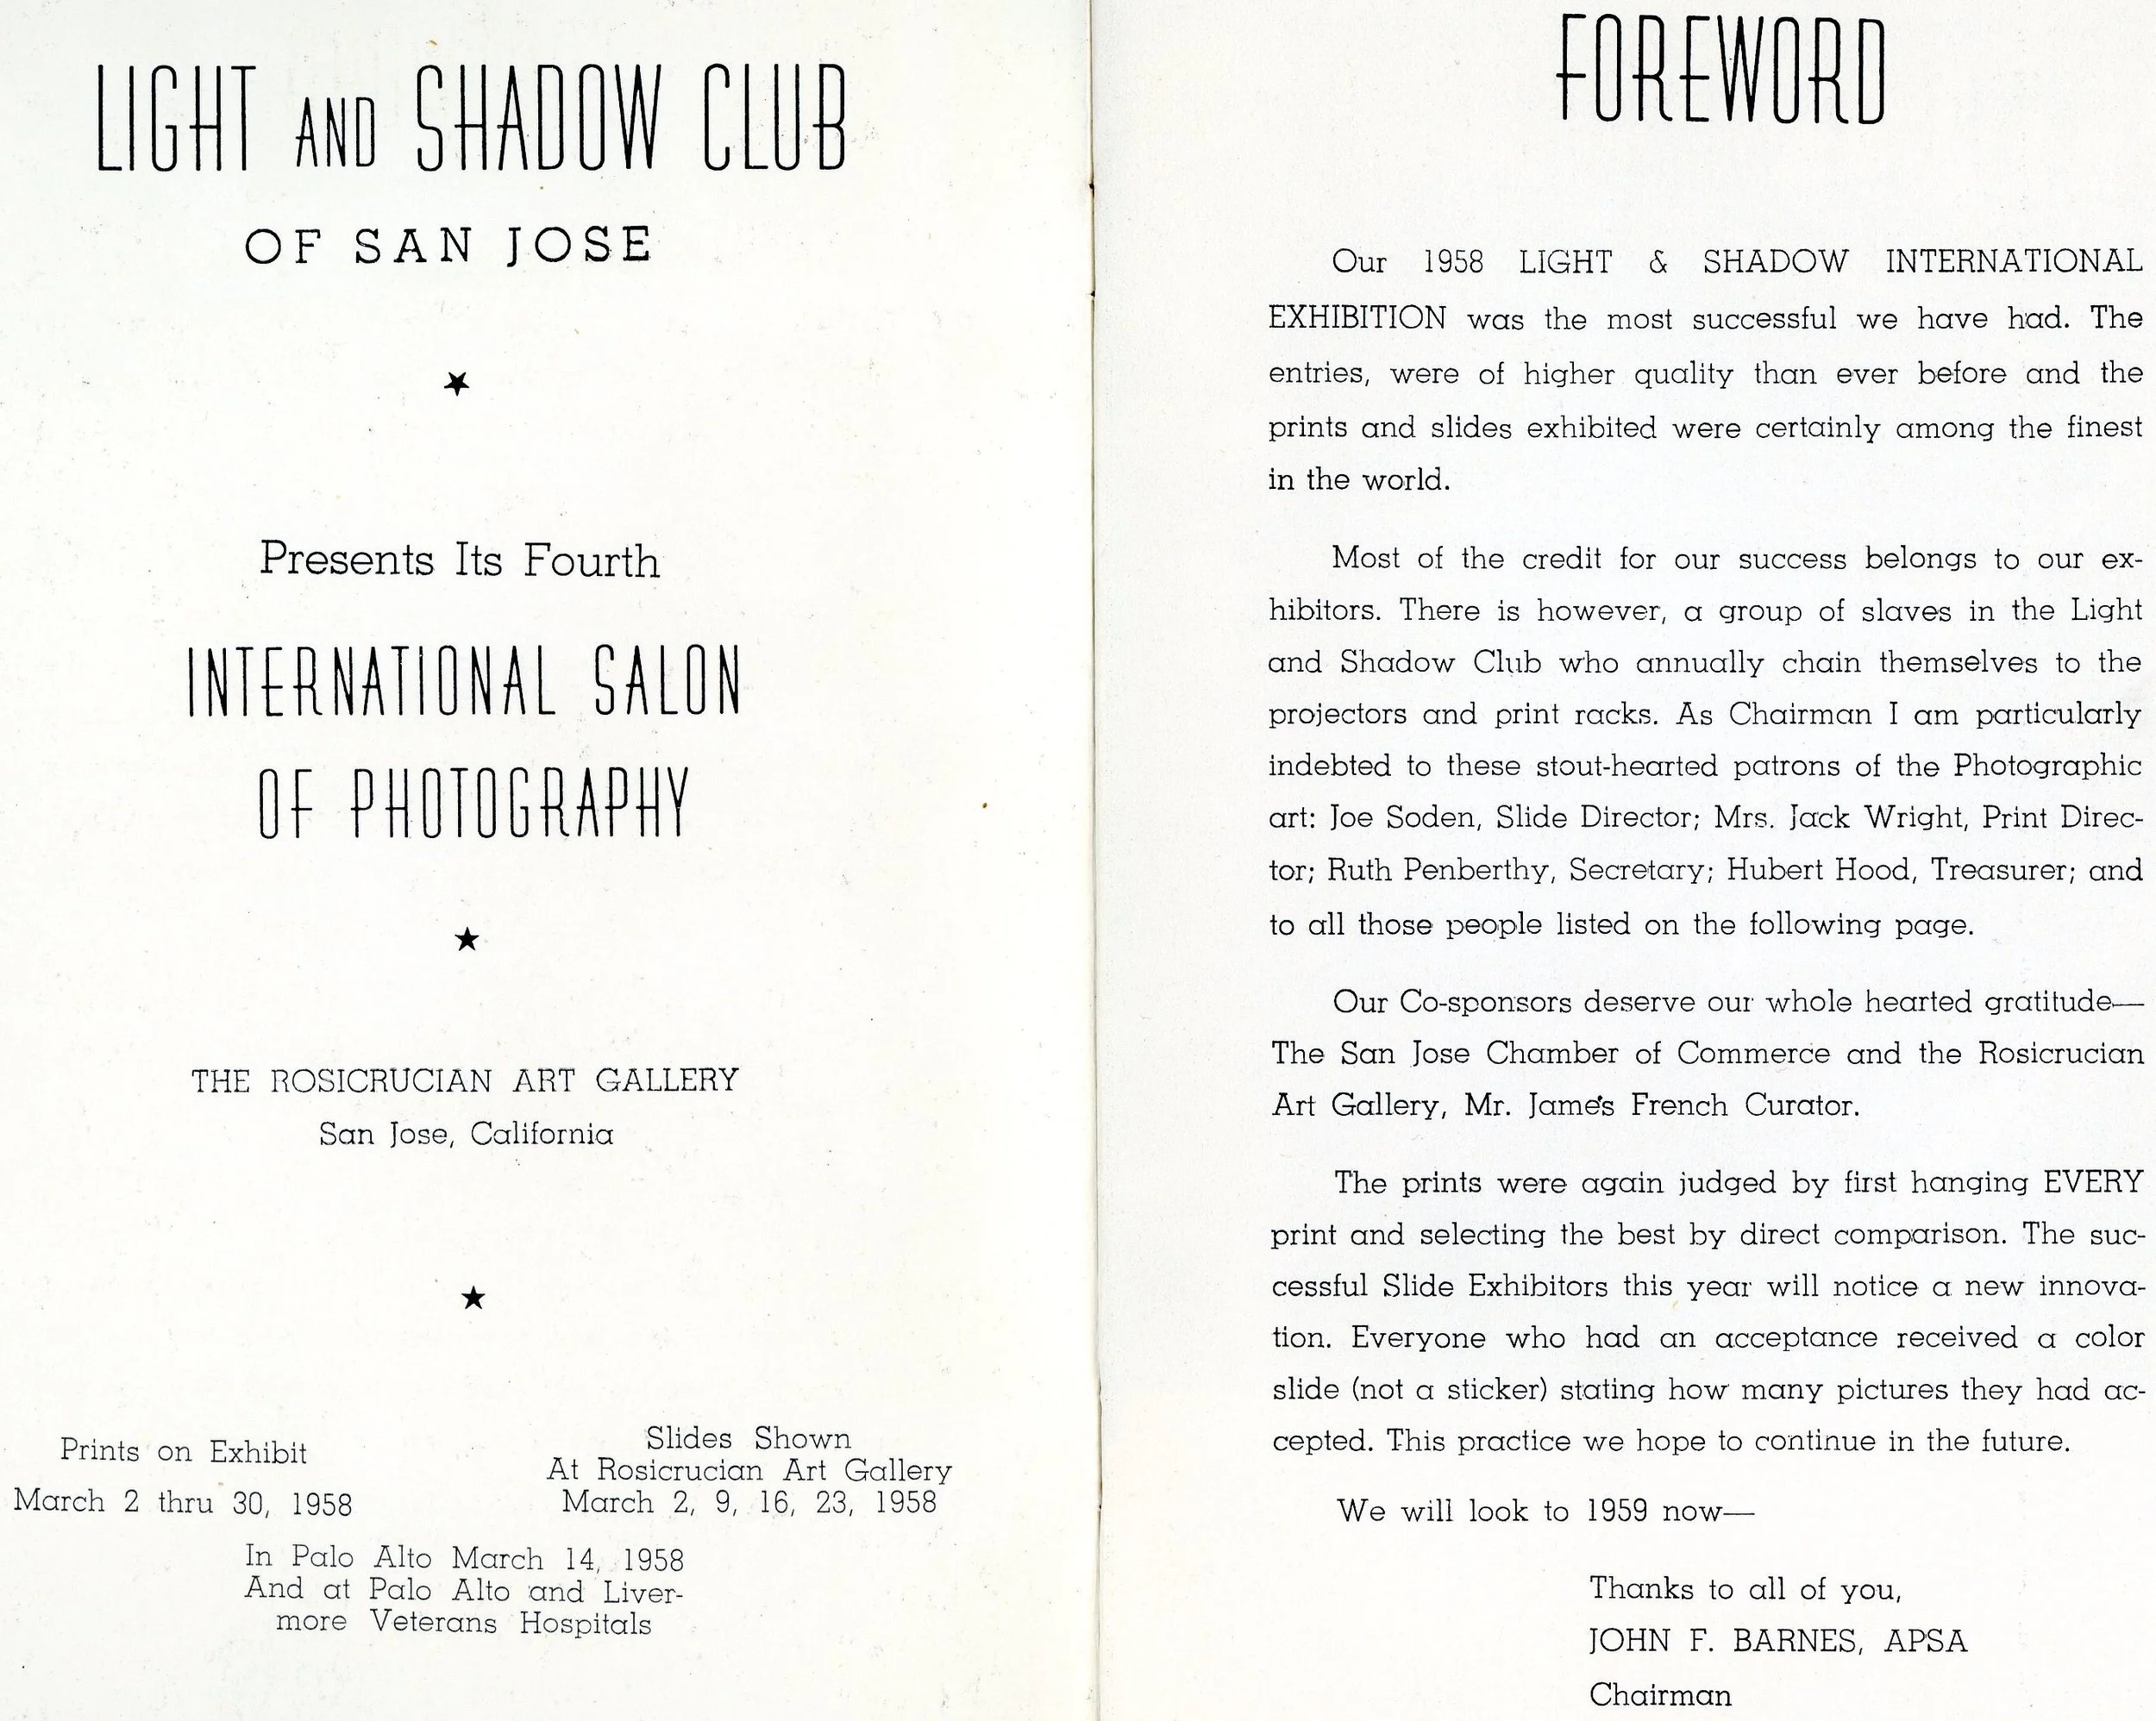 LIGHT AND SHADOW CLUB
OF SAN JOSE
Presents Its Fourth
INTERNATIONAL SALON
OF PHOTOGRAPHY
THE ROSICRUCIAN ART GALLERY
San Jose, California
Prints on Exhibit
March 2 thru 30, 1958
Slides Shown
At Rosicrucian Art Gallery
March 2, 9, 16, 23, 1958
In Palo Alto March 14, 1958
And at Palo Alto and Liver-
more Veterans Hospitals
FOREWORD
Our 1958 LIGHT & SHADOW INTERNATIONAL
EXHIBITION was the most successful we have had. The
entries, were of higher quality than ever before and the
prints and slides exhibited were certainly among the finest
in the world.
Most of the credit for our success belongs to our ex-
hibitors. There is however, a group of slaves in the Light
and Shadow Club who annually chain themselves to the
projectors and print racks. As Chairman I am particularly
indebted to these stout-hearted patrons of the Photographic
art: Joe Soden, Slide Director; Mrs. Jack Wright, Print Direc-
tor; Ruth Penberthy, Secretary; Hubert Hood, Treasurer; and
to all those people listed on the following page.
Our Co-sponsors deserve our whole hearted gratitude—
The San Jose Chamber of Commerce and the Rosicrucian
Art Gallery, Mr. Jame's French Curator.
The prints were again judged by first hanging EVERY
print and selecting the best by direct comparison. The suc-
cessful Slide Exhibitors this year will notice a new innova-
tion. Everyone who had an acceptance received a color
slide (not a sticker) stating how many pictures they had ac-
cepted. This practice we hope to continue in the future.
We will look to 1959 now—
Thanks to all of you,
JOHN F. BARNES, APSA
Chairman